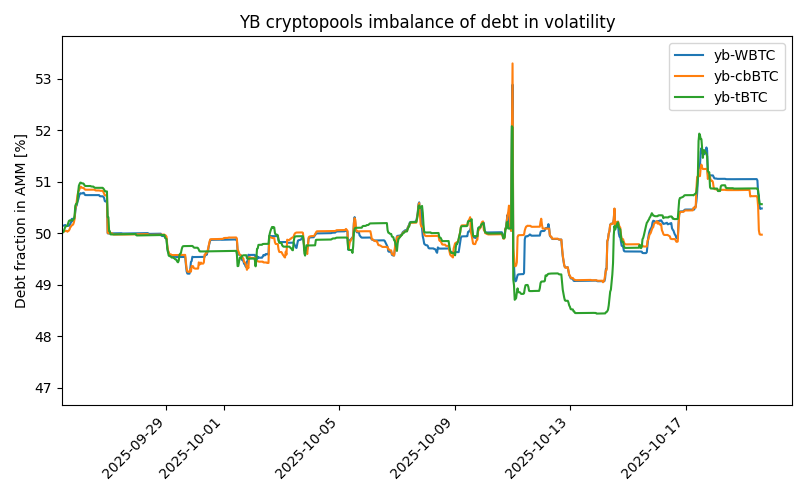 YB cryptopools imbalance of debt in volatility
yb-WBTC
yb-cbBTC
yb-tBTC
Debt fraction in AMM [%]
53
52
51
50
49
48
47
2025-09-29
2025-10-01
2025-10-05
2025-10-09
2025-10-13
2025-10-17